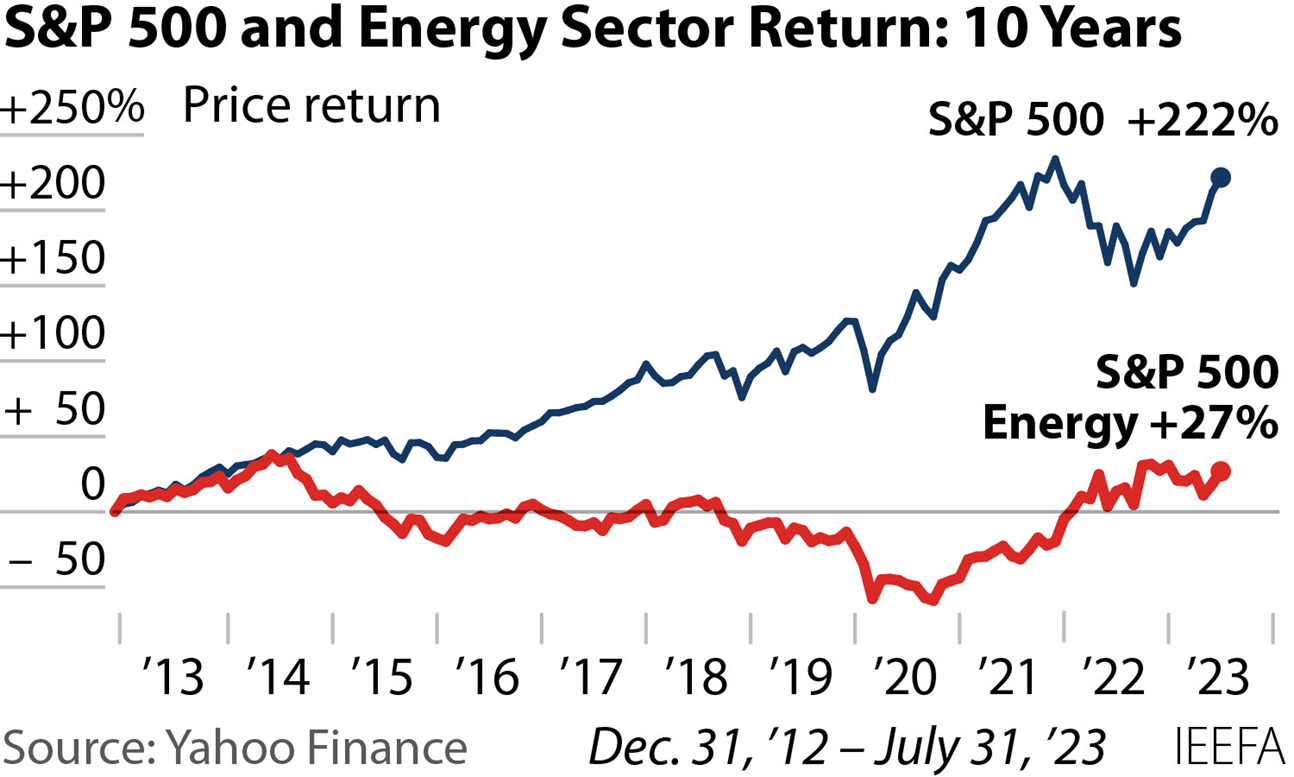 S&P 500 and Energy Sector Return: 10 Years
+250% Price return
S&P 500 +222%
+200
+150
+100
S&P 500
Energy +27%
+ 50
0
– 50
’13 ’14 ’15 ’16 ’17 ’18 ’19 ’20 ’21 ’22 ’23
Source: Yahoo Finance Dec. 31, ’12 – July 31, ’23 IEEFA